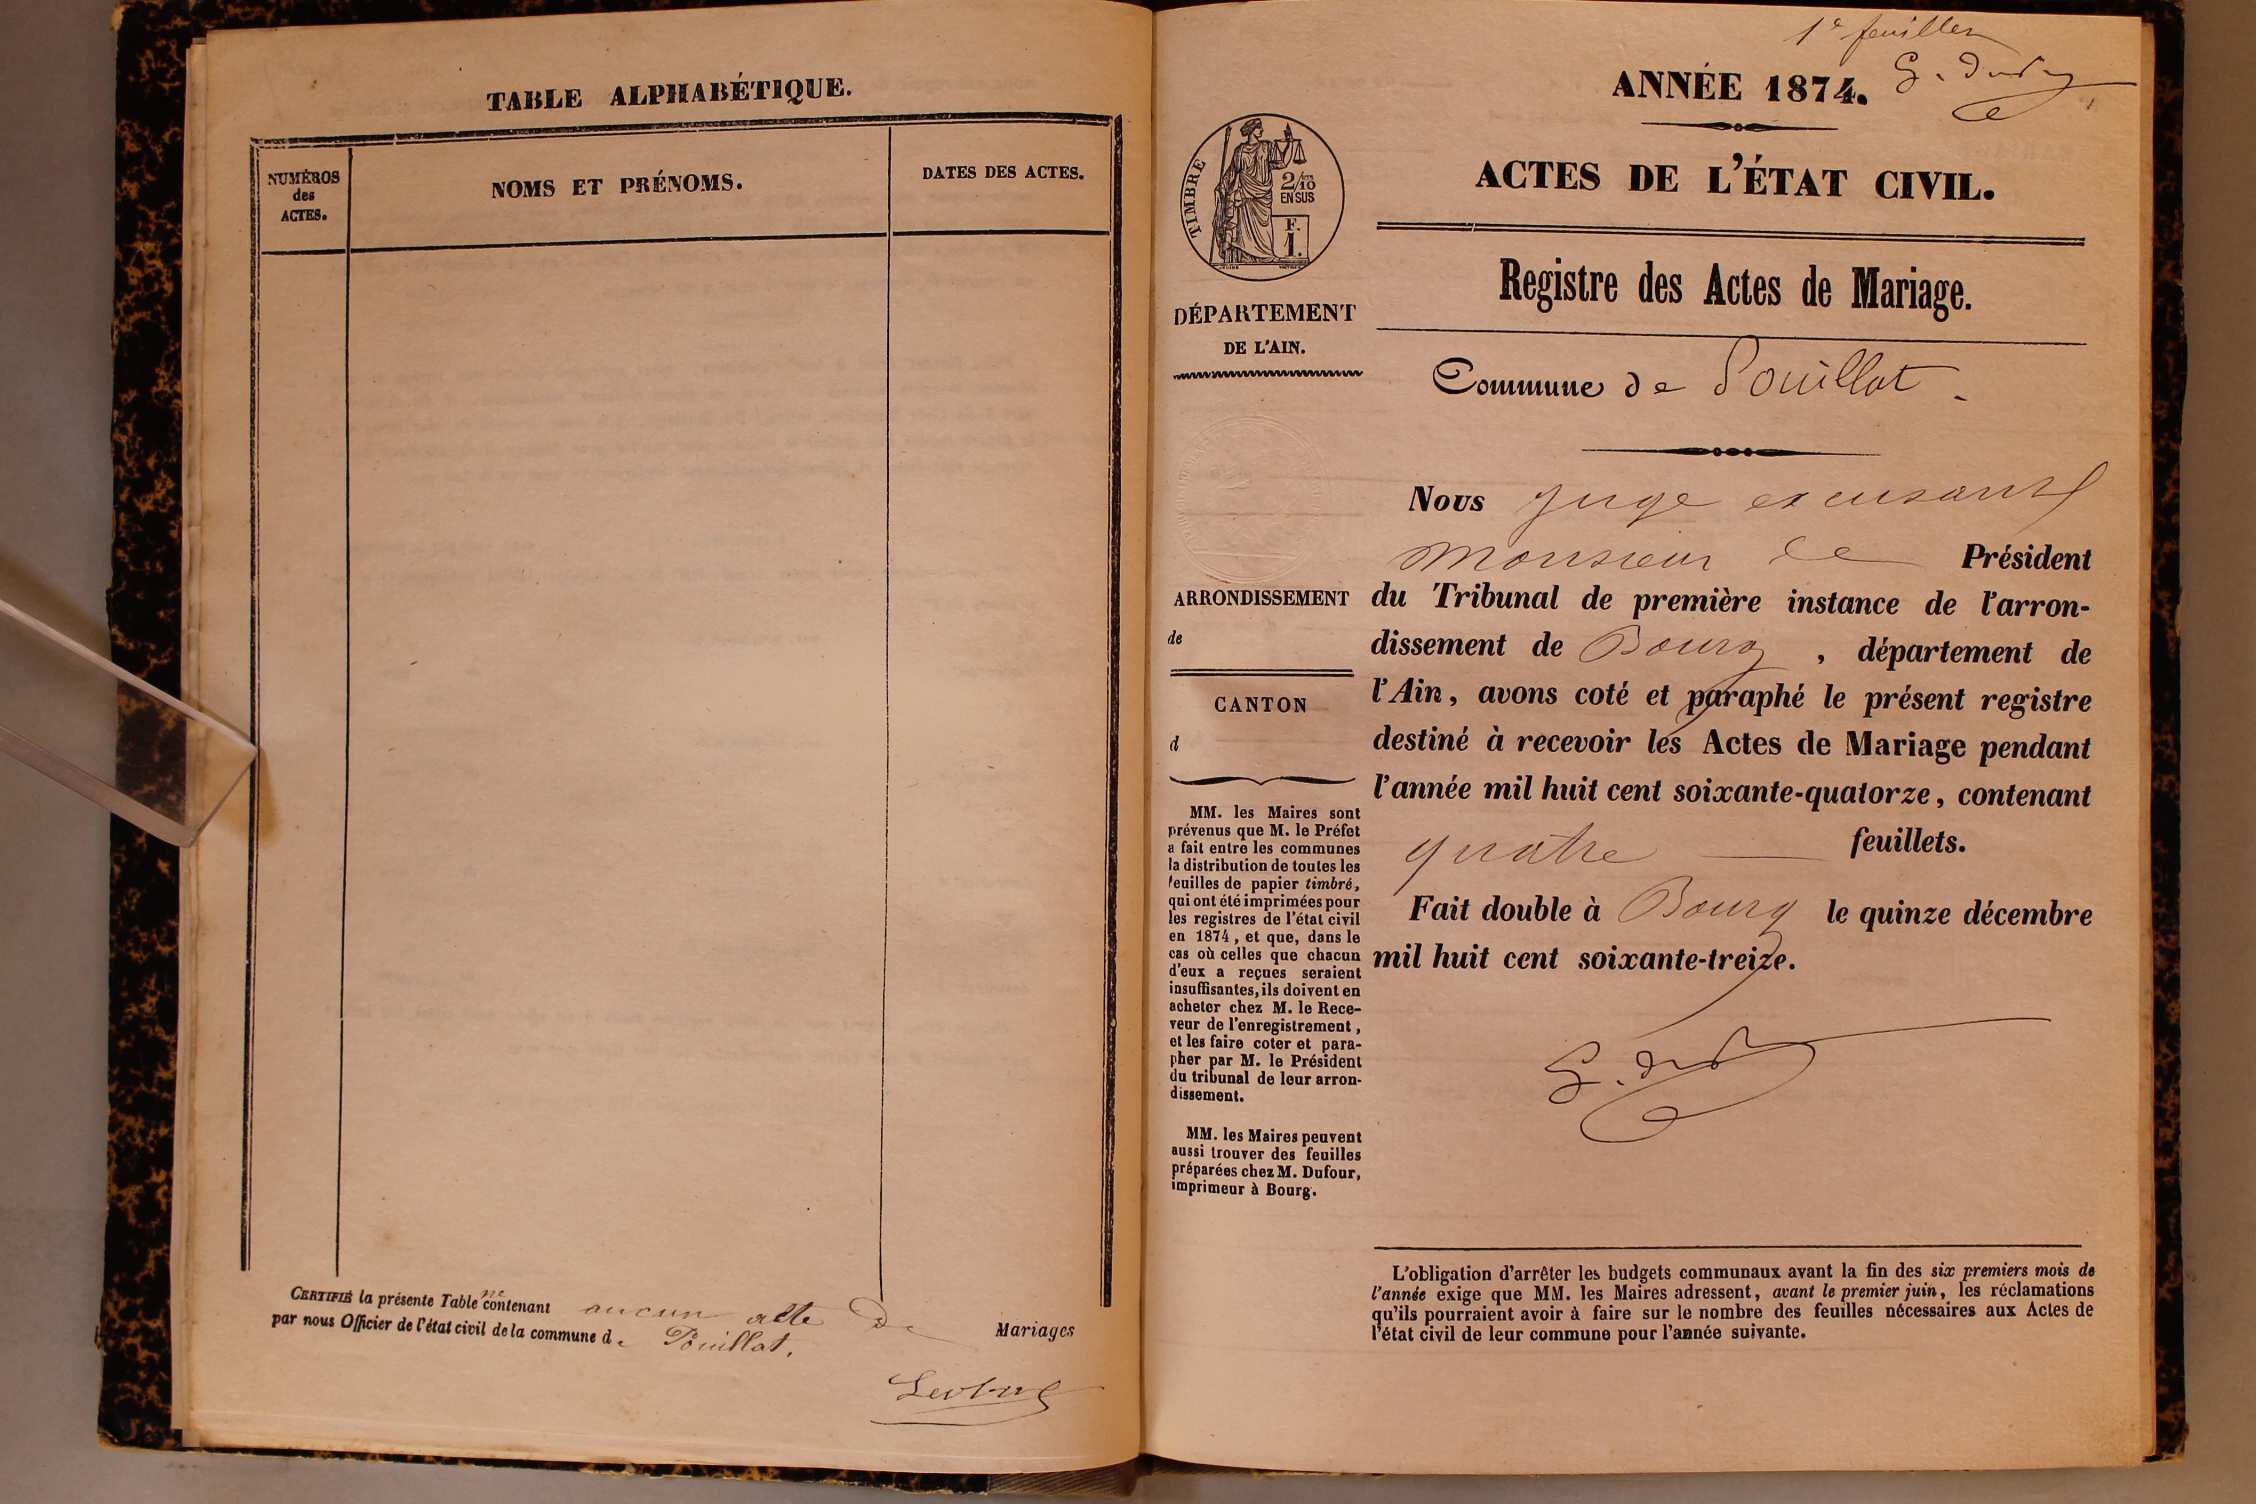 TABLE ALPHABÉTIQUE.
NUMÉROS
des
ACTES.
NOMS ET PRÉNOMS.
DATES DES ACTES.
CERTIFIÉ la présente Table ne contenant aucun acte de Mariages
par nous Officier de l'état civil de la commune de Pouillat.
1er feuillet
ANNÉE 1874.
ACTES DE L'ÉTAT CIVIL.
TIMBRE
2/10
EN SUS
F.
1.
Registre des Actes de Mariage.
DÉPARTEMENT
DE L'AIN.
Commune de Pouillat.
Nous juge excusant
Monsieur le Président
du Tribunal de première instance de l'arron-
dissement de Bourg, département de
l'Ain, avons coté et paraphé le présent registre
destiné à recevoir les Actes de Mariage pendant
l'année mil huit cent soixante-quatorze, contenant
quatre feuillets.
Fait double à Bourg le quinze décembre
mil huit cent soixante-treize.
ARRONDISSEMENT
de
CANTON
d
MM. les Maires sont
prévenus que M. le Préfet
a fait entre les communes
la distribution de toutes les
feuilles de papier timbré,
qui ont été imprimées pour
les registres de l'état civil
en 1874, et que, dans le
cas où celles que chacun
d'eux a reçues seraient
insuffisantes, ils doivent en
acheter chez M. le Rece-
veur de l'enregistrement,
et les faire coter et para-
pher par M. le Président
du tribunal de leur arron-
dissement.
MM. les Maires peuvent
aussi trouver des feuilles
préparées chez M. Dufour,
imprimeur à Bourg.
L'obligation d'arrêter les budgets communaux avant la fin des six premiers mois de
l'année exige que MM. les Maires adressent, avant le premier juin, les réclamations
qu'ils pourraient avoir à faire sur le nombre des feuilles nécessaires aux Actes de
l'état civil de leur commune pour l'année suivante.